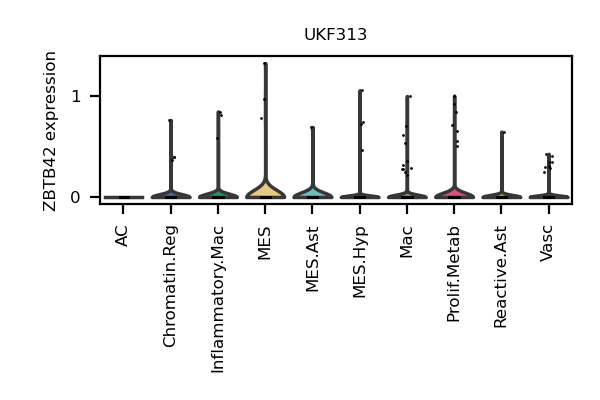 UKF313
ZBTB42 expression
1
0
AC
Chromatin.Reg
Inflammatory.Mac
MES
MES.Ast
MES.Hyp
Mac
Prolif.Metab
Reactive.Ast
Vasc